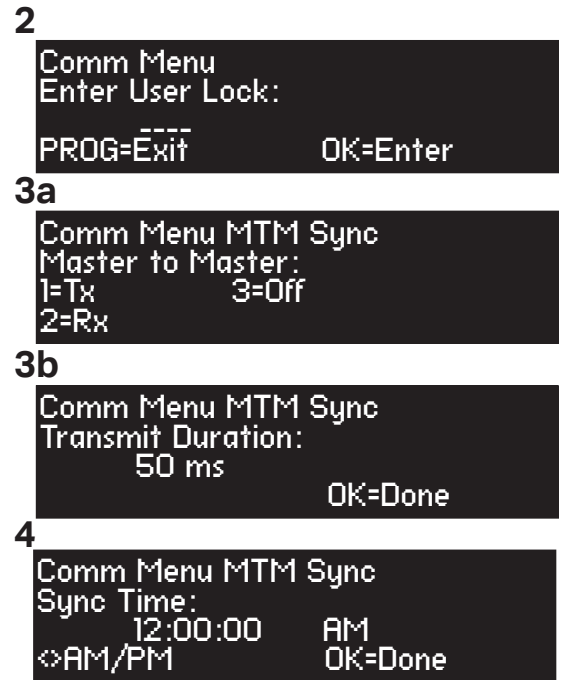 2
Comm Menu
Enter User Lock:
____
PROG=Exit OK=Enter
3a
Comm Menu MTM Sync
Master to Master:
1=Tx 3=Off
2=Rx
3b
Comm Menu MTM Sync
Transmit Duration:
50 ms
OK=Done
4
Comm Menu MTM Sync
Sync Time:
12:00:00 AM
<>AM/PM OK=Done